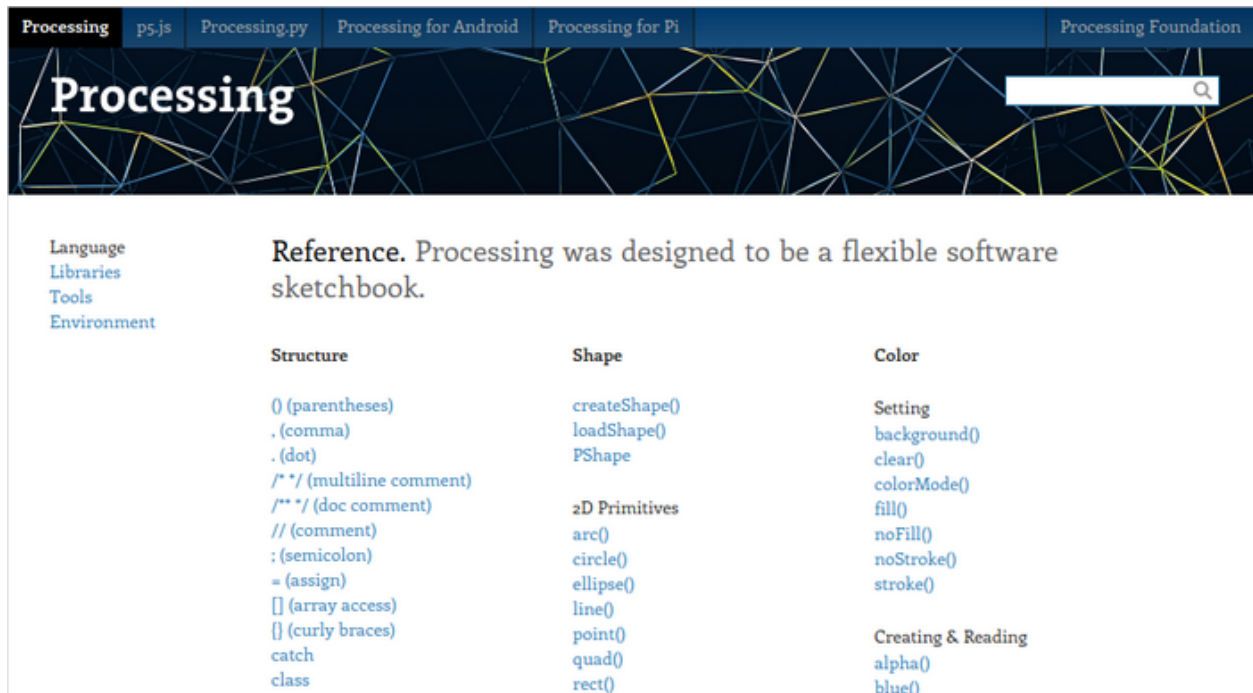 Processing
p5.js
Processing.py
Processing for Android
Processing for Pi
Processing Foundation
Processing
Language
Libraries
Tools
Environment
Reference. Processing was designed to be a flexible software
sketchbook.
Structure
() (parentheses)
, (comma)
. (dot)
/* */ (multiline comment)
/** */ (doc comment)
// (comment)
; (semicolon)
= (assign)
[] (array access)
{} (curly braces)
catch
class
Shape
createShape()
loadShape()
PShape
2D Primitives
arc()
circle()
ellipse()
line()
point()
quad()
rect()
Color
Setting
background()
clear()
colorMode()
fill()
noFill()
noStroke()
stroke()
Creating & Reading
alpha()
blue()